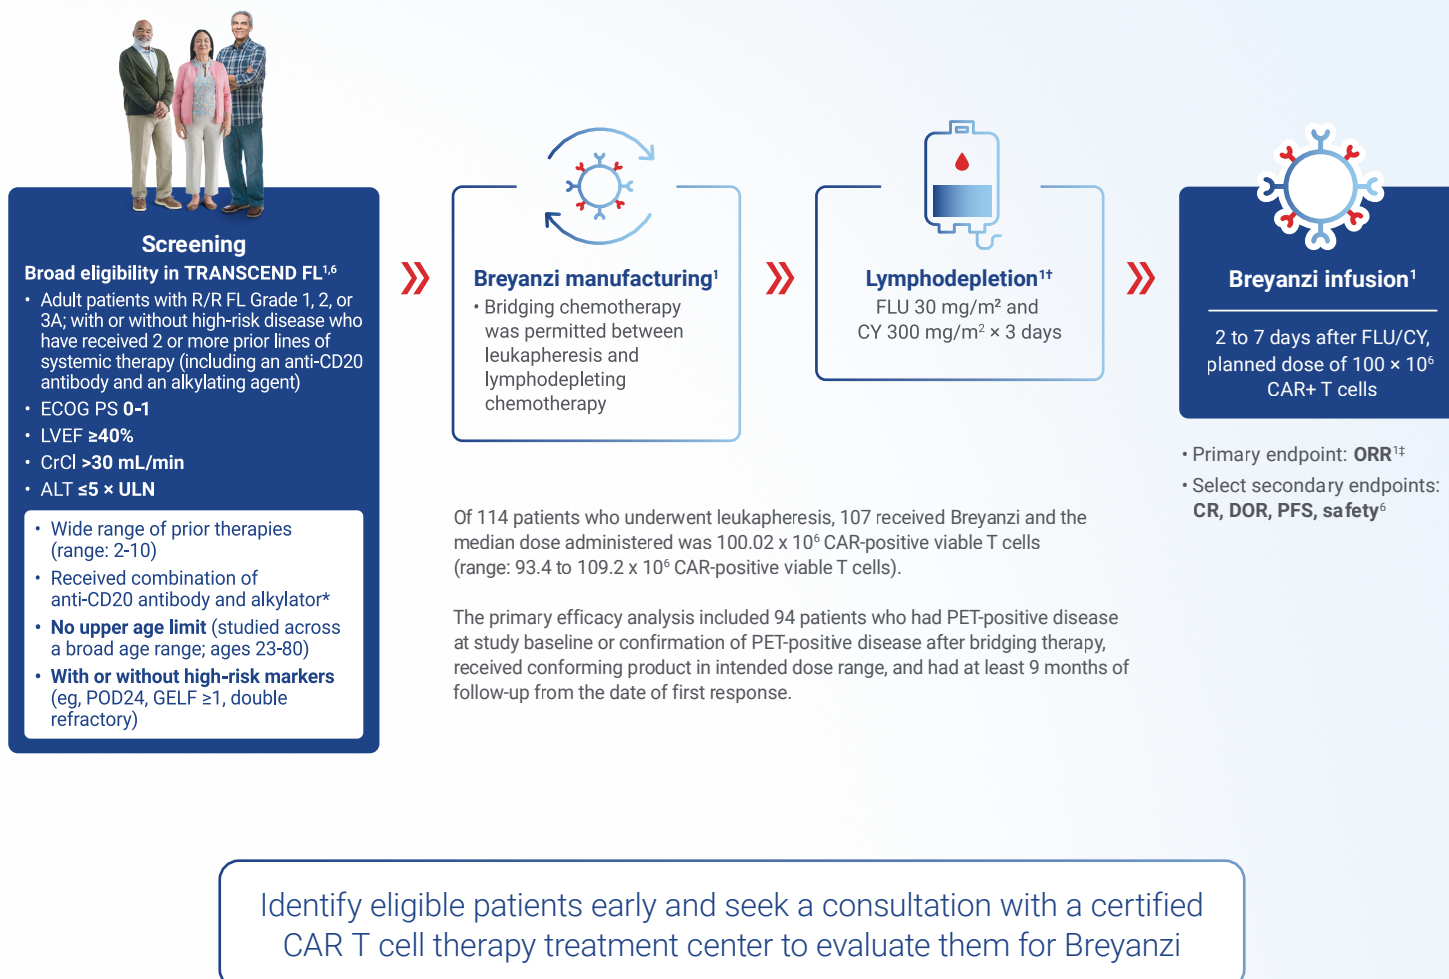 Screening
Broad eligibility in TRANSCEND FL¹,⁶
• Adult patients with R/R FL Grade 1, 2, or
3A; with or without high-risk disease who
have received 2 or more prior lines of
systemic therapy (including an anti-CD20
antibody and an alkylating agent)
• ECOG PS 0-1
• LVEF ≥40%
• CrCl >30 mL/min
• ALT ≤5 × ULN
• Wide range of prior therapies
(range: 2-10)
• Received combination of
anti-CD20 antibody and alkylator*
• No upper age limit (studied across
a broad age range; ages 23-80)
• With or without high-risk markers
(eg, POD24, GELF ≥1, double
refractory)
Breyanzi manufacturing¹
• Bridging chemotherapy
was permitted between
leukapheresis and
lymphodepleting
chemotherapy
Lymphodepletion¹†
FLU 30 mg/m² and
CY 300 mg/m² × 3 days
Breyanzi infusion¹
2 to 7 days after FLU/CY,
planned dose of 100 × 10⁶
CAR+ T cells
• Primary endpoint: ORR¹‡
• Select secondary endpoints:
CR, DOR, PFS, safety⁶
Of 114 patients who underwent leukapheresis, 107 received Breyanzi and the
median dose administered was 100.02 x 10⁶ CAR-positive viable T cells
(range: 93.4 to 109.2 x 10⁶ CAR-positive viable T cells).
The primary efficacy analysis included 94 patients who had PET-positive disease
at study baseline or confirmation of PET-positive disease after bridging therapy,
received conforming product in intended dose range, and had at least 9 months of
follow-up from the date of first response.
Identify eligible patients early and seek a consultation with a certified
CAR T cell therapy treatment center to evaluate them for Breyanzi